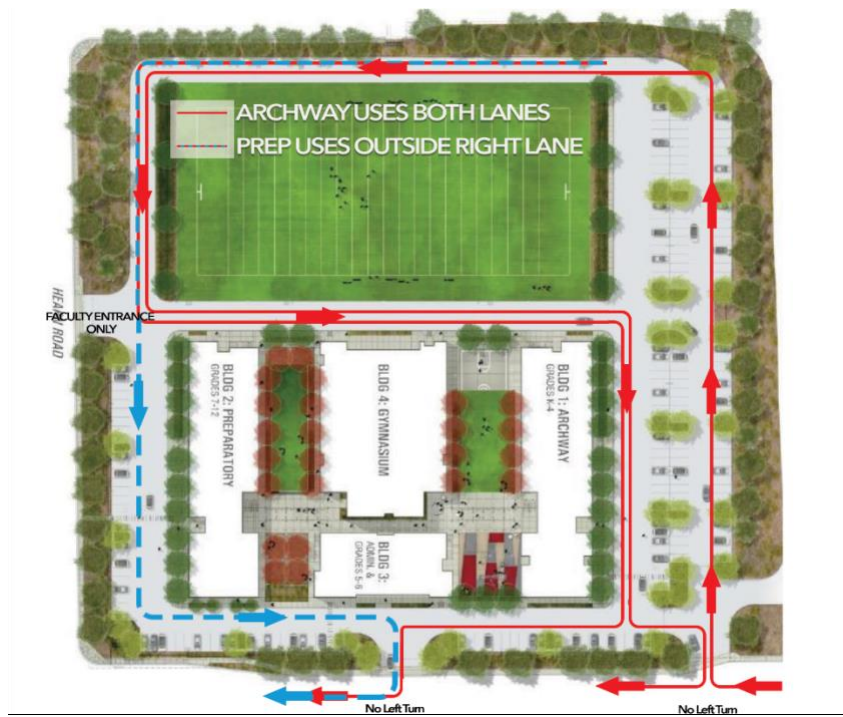 ARCHWAY USES BOTH LANES
PREP USES OUTSIDE RIGHT LANE
HEARN ROAD
FACULTY ENTRANCE
ONLY
BLDG 2: PREPARATORY
GRADES 7-12
BLDG 4: GYMNASIUM
BLDG 1: ARCHWAY
GRADES K-4
BLDG 3:
ADMIN. &
GRADES 5-6
No Left Turn
No Left Turn